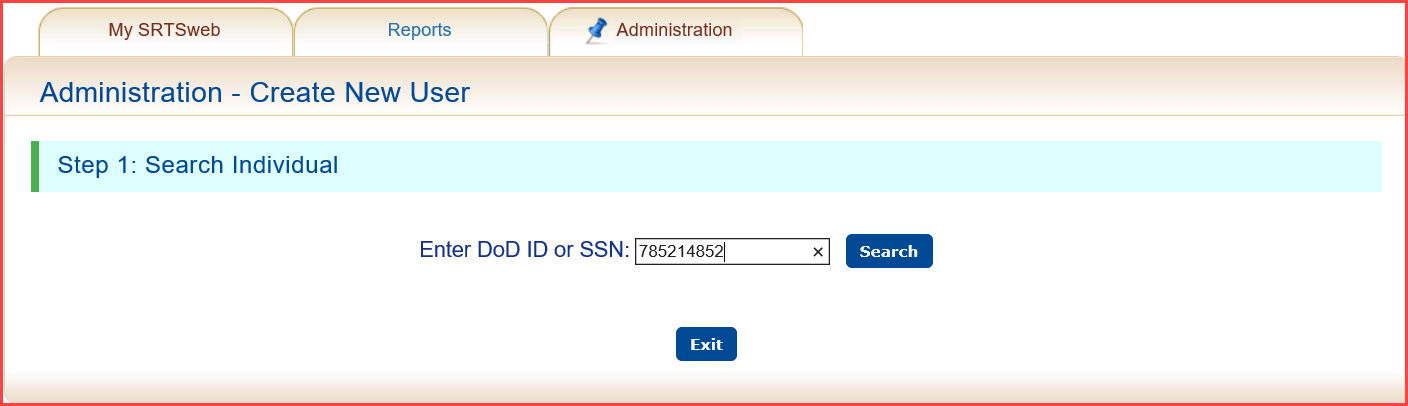 My SRTSweb Reports Administration
Administration - Create New User
Step 1: Search Individual
Enter DoD ID or SSN: 785214852 × Search
Exit